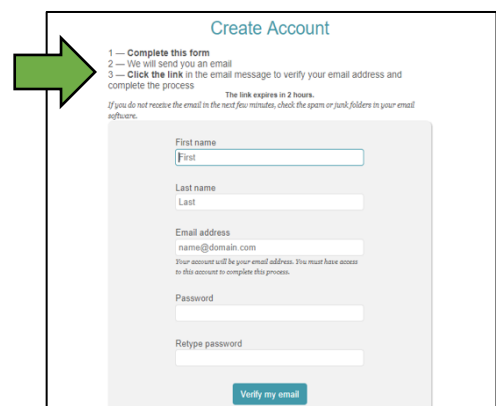 Create Account
1 — Complete this form
2 — We will send you an email
3 — Click the link in the email message to verify your email address and
complete the process
The link expires in 2 hours.
If you do not receive the email in the next few minutes, check the spam or junk folders in your email
software.
First name
First
Last name
Last
Email address
name@domain.com
Your account will be your email address. You must have access
to this account to complete this process.
Password
Retype password
Verify my email